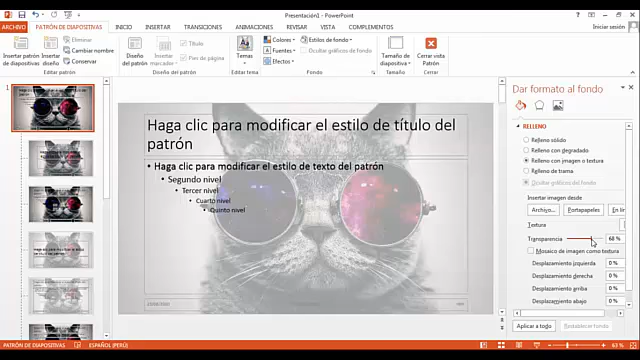 Presentación1 - PowerPoint
ARCHIVO PATRÓN DE DIAPOSITIVAS INICIO INSERTAR TRANSICIONES ANIMACIONES REVISAR VISTA COMPLEMENTOS Iniciar sesión
Insertar patrón de diapositivas
Insertar diseño
Eliminar
Cambiar nombre
Conservar
Editar patrón
Diseño del patrón
Insertar marcador
Título
Pies de página
Diseño del patrón
Temas
Editar tema
Colores
Fuentes
Efectos
Estilos de fondo
Ocultar gráficos de fondo
Fondo
Tamaño de diapositiva
Tamaño
Cerrar vista Patrón
Cerrar
1
Haga clic para modificar el estilo de título del
patrón
• Haga clic para modificar el estilo de texto del patrón
• Segundo nivel
• Tercer nivel
• Cuarto nivel
• Quinto nivel
Dar formato al fondo
RELLENO
Relleno sólido
Relleno con degradado
Relleno con imagen o textura
Relleno de trama
Ocultar gráficos del fondo
Insertar imagen desde
Archivo... Portapapeles En lín
Textura
Transparencia 68 %
Mosaico de imagen como textura
Desplazamiento izquierda 0 %
Desplazamiento derecha 0 %
Desplazamiento arriba 0 %
Desplazamiento abajo 0 %
Aplicar a todo Restablecer fondo
PATRÓN DE DIAPOSITIVAS ESPAÑOL (PERÚ) 63 %